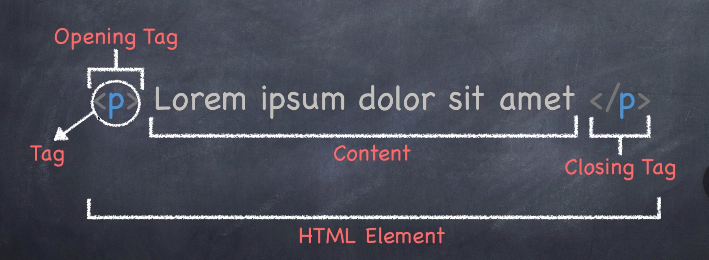 Opening Tag
<p> Lorem ipsum dolor sit amet </p>
Tag
Content
Closing Tag
HTML Element